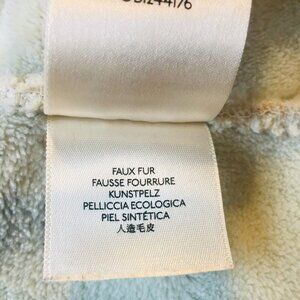 FAUX FUR
FAUSSE FOURRURE
KUNSTPELZ
PELLICCIA ECOLOGICA
PIEL SINTÉTICA
人造毛皮